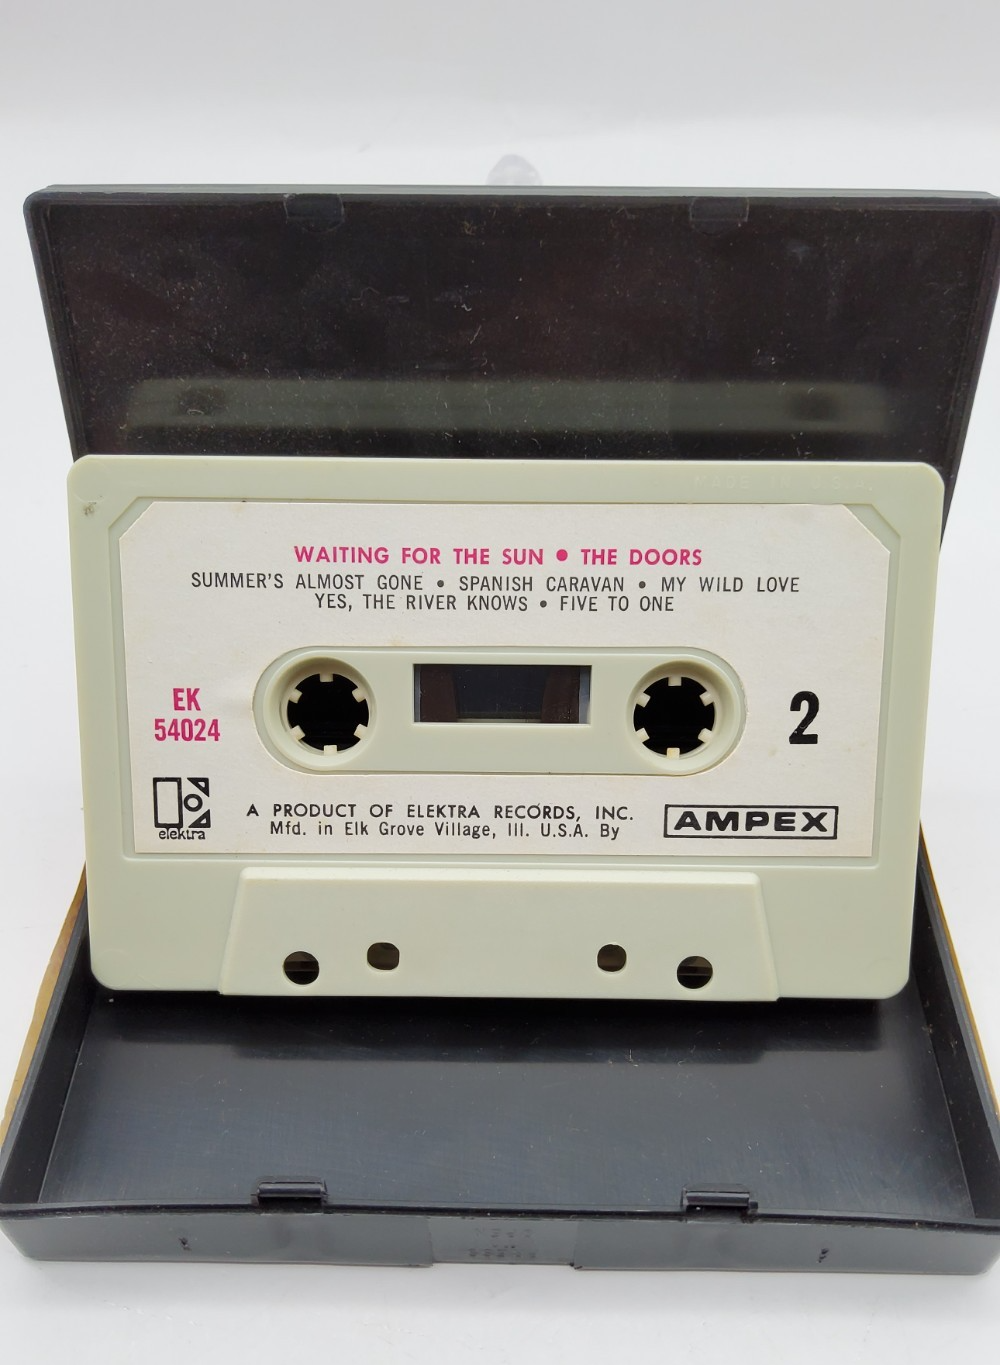 MADE IN U.S.A.
WAITING FOR THE SUN • THE DOORS
SUMMER'S ALMOST GONE • SPANISH CARAVAN • MY WILD LOVE
YES, THE RIVER KNOWS • FIVE TO ONE
EK
54024
2
elektra
A PRODUCT OF ELEKTRA RECORDS, INC.
Mfd. in Elk Grove Village, Ill. U.S.A. By
AMPEX